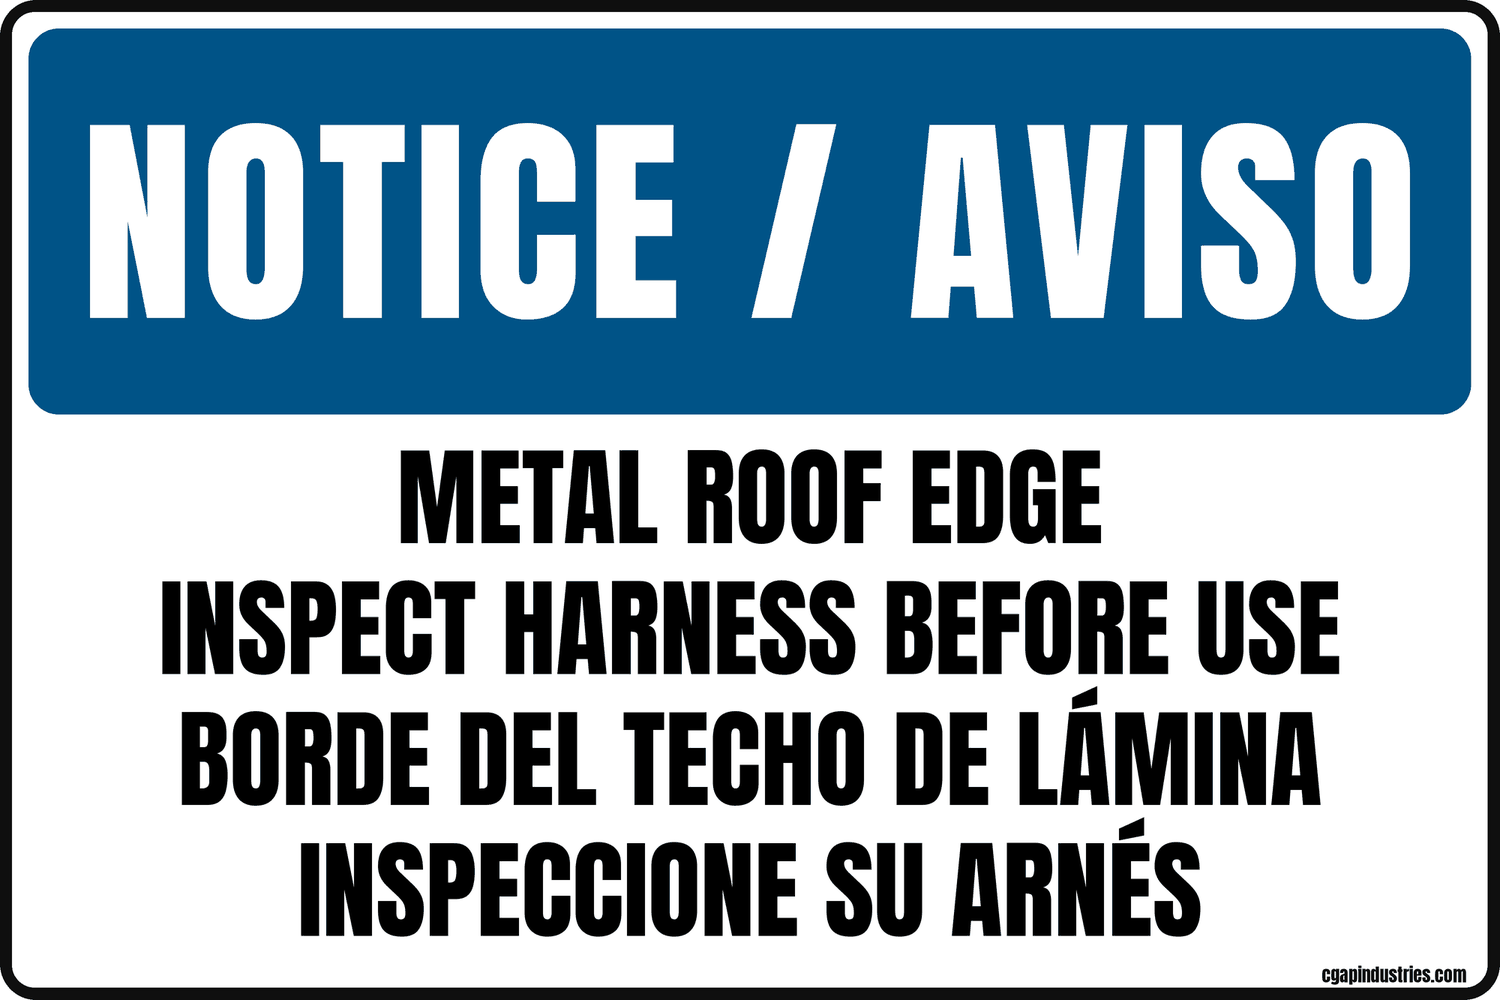 NOTICE / AVISO
METAL ROOF EDGE
INSPECT HARNESS BEFORE USE
BORDE DEL TECHO DE LÁMINA
INSPECCIONE SU ARNÉS
cgapindustries.com